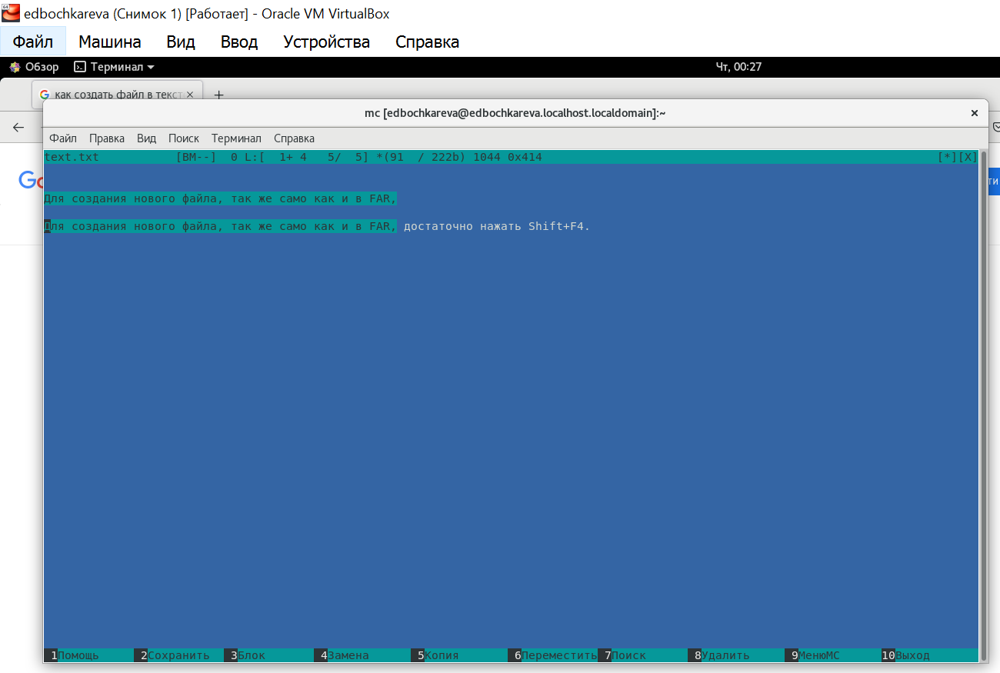 edbochkareva (Снимок 1) [Работает] - Oracle VM VirtualBox
Файл Машина Вид Ввод Устройства Справка
Обзор Терминал Чт, 00:27
как создать файл в текст
mc [edbochkareva@edbochkareva.localhost.localdomain]:~
Файл Правка Вид Поиск Терминал Справка
text.txt [BM--] 0 L:[ 1+ 4 5/ 5] *(91 / 222b) 1044 0x414 [*][X]
Для создания нового файла, так же само как и в FAR,
Для создания нового файла, так же само как и в FAR, достаточно нажать Shift+F4.
1Помощь 2Сохранить 3Блок 4Замена 5Копия 6Переместить 7Поиск 8Удалить 9МенюMC 10Выход